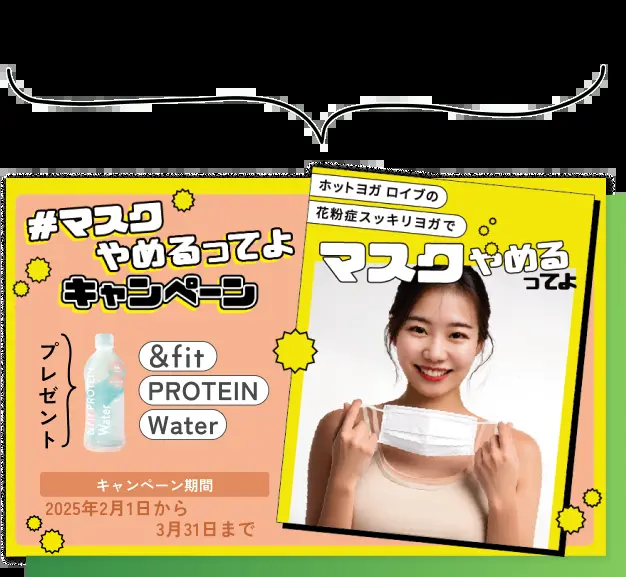 #マスク
やめるってよ
キャンペーン
プレゼント
&fit
PROTEIN
Water
&fit PROTEIN
Water
キャンペーン期間
2025年2月1日から
3月31日まで
ホットヨガ ロイブの
花粉症スッキリヨガで
マスクやめる
ってよ